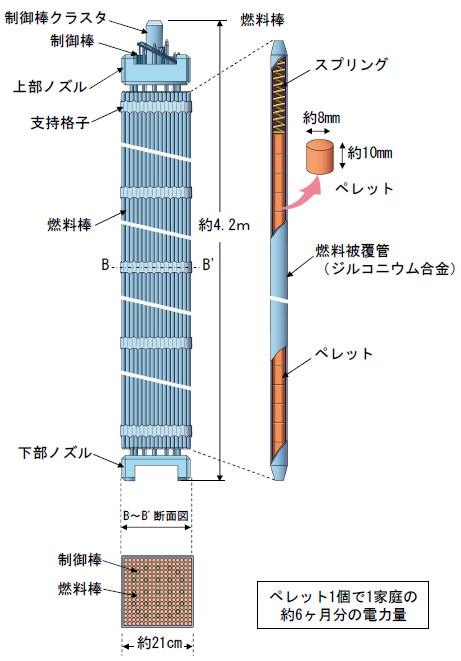 制御棒クラスタ
制御棒
上部ノズル
支持格子
燃料棒
B
B'
約4.2m
下部ノズル
B～B'断面図
制御棒
燃料棒
約21cm
燃料棒
スプリング
約8mm
約10mm
ペレット
燃料被覆管
（ジルコニウム合金）
ペレット
ペレット1個で1家庭の
約6ヶ月分の電力量